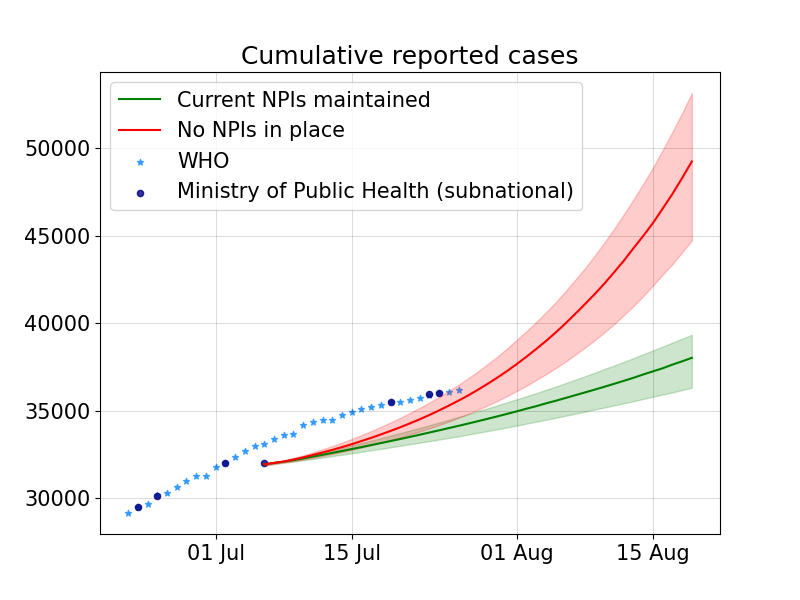 Cumulative reported cases
Current NPIs maintained
No NPIs in place
WHO
Ministry of Public Health (subnational)
50000
45000
40000
35000
30000
01 Jul
15 Jul
01 Aug
15 Aug